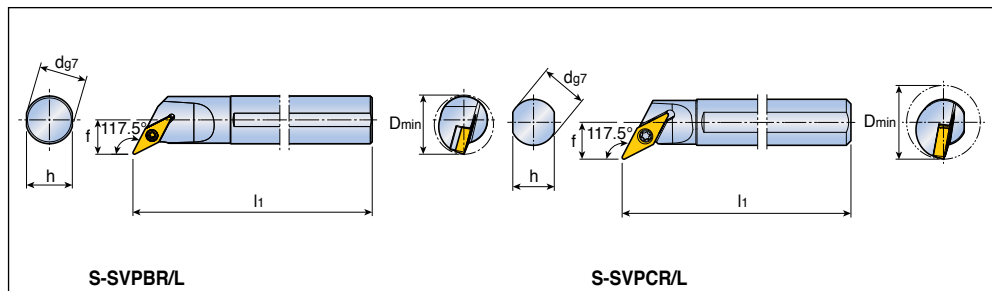 dg7
f
117.5°
h
l1
Dmin
S-SVPBR/L
dg7
f
117.5°
h
l1
Dmin
S-SVPCR/L